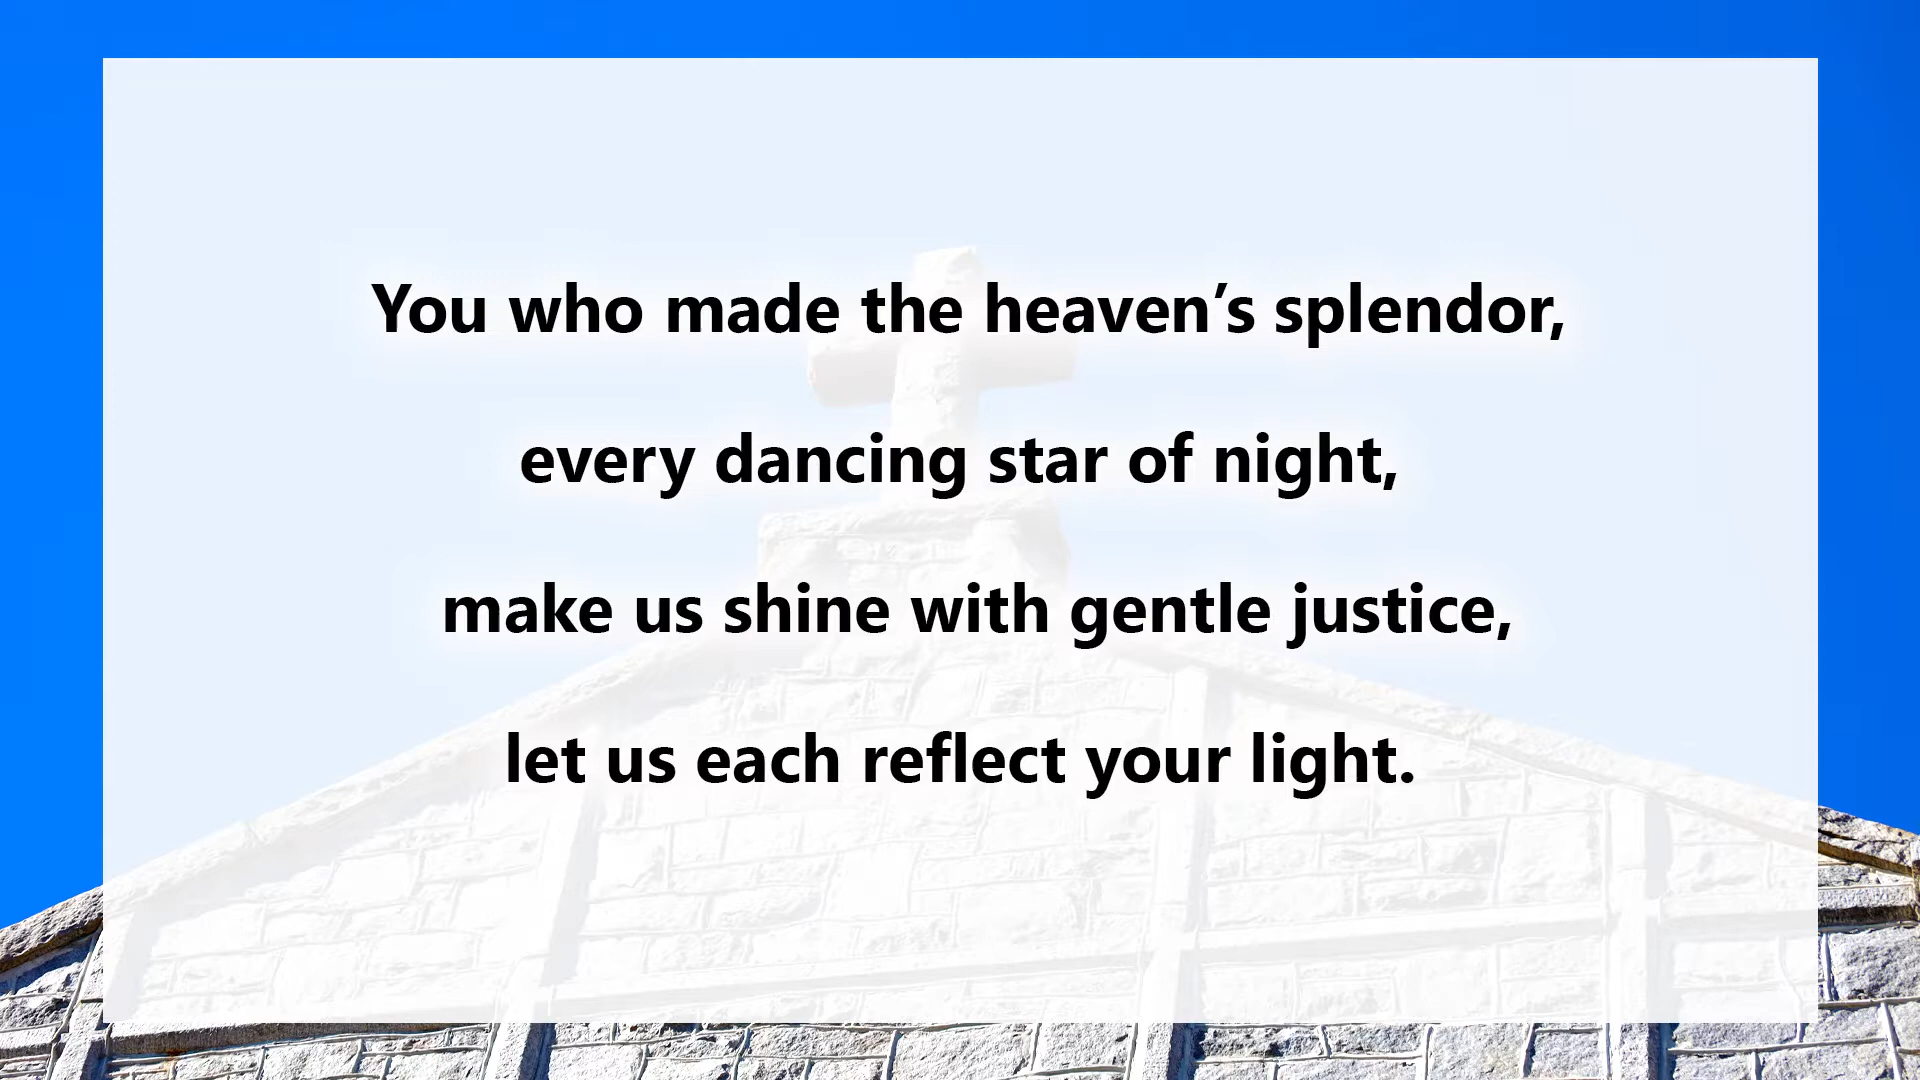 You who made the heaven’s splendor,
every dancing star of night,
make us shine with gentle justice,
let us each reflect your light.